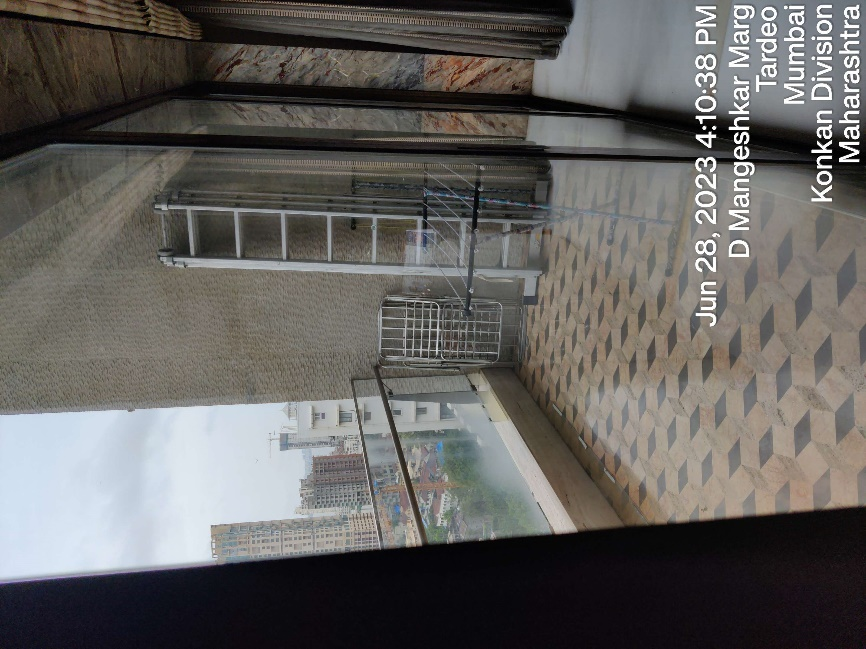 Jun 28, 2023 4:10:38 PM
D Mangeshkar Marg
Tardeo
Mumbai
Konkan Division
Maharashtra